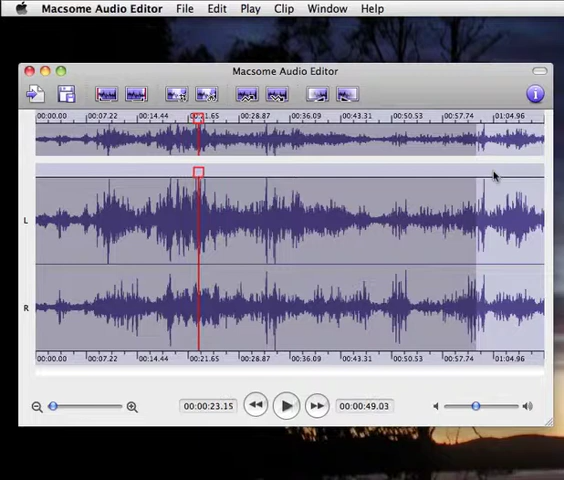 Macsome Audio Editor File Edit Play Clip Window Help
Macsome Audio Editor
00:00.00 00:07.22 00:14.44 00:21.65 00:28.87 00:36.09 00:43.31 00:50.53 00:57.74 01:04.96
L
R
00:00.00 00:07.22 00:14.44 00:21.65 00:28.87 00:36.09 00:43.31 00:50.53 00:57.74 01:04.96
00:00:23.15 00:00:49.03